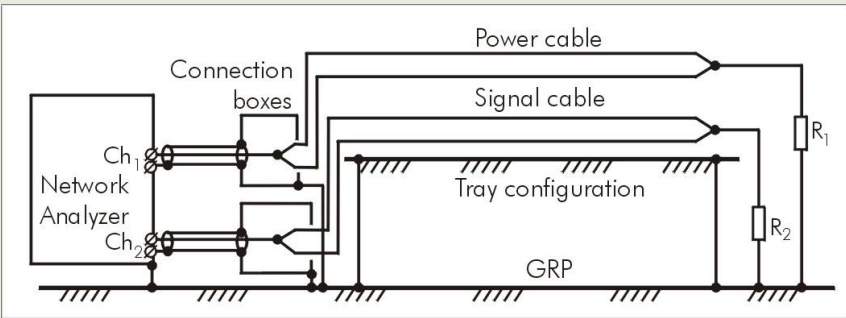 Power cable
Connection
boxes
Signal cable
Ch1
Network
Analyzer
Ch2
R1
Tray configuration
R2
GRP